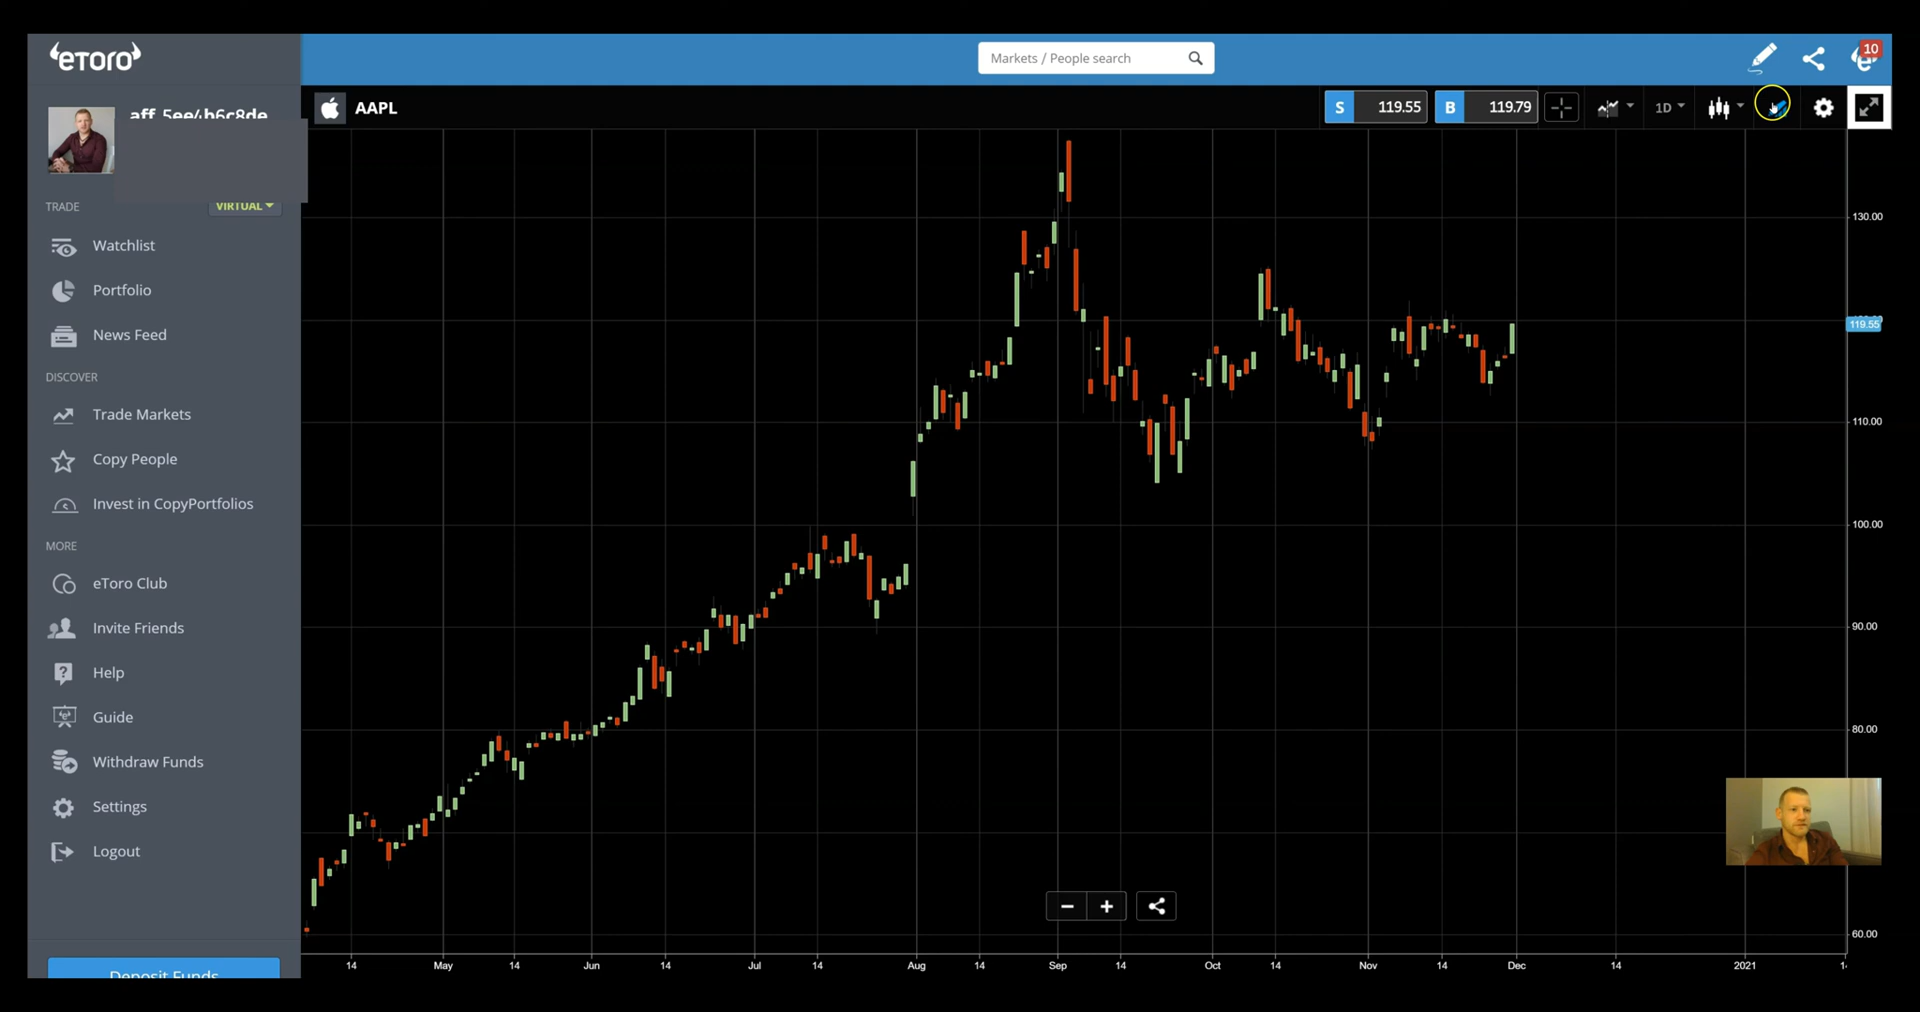 eTORO
Markets / People search
10
aff_5ee4b6c8de
AAPL
S 119.55
B 119.79
1D
TRADE
VIRTUAL
Watchlist
Portfolio
News Feed
DISCOVER
Trade Markets
Copy People
Invest in CopyPortfolios
MORE
eToro Club
Invite Friends
Help
Guide
Withdraw Funds
Settings
Logout
Deposit Funds
130.00
119.55
110.00
100.00
90.00
80.00
60.00
14 May 14 Jun 14 Jul 14 Aug 14 Sep 14 Oct 14 Nov 14 Dec 14 2021